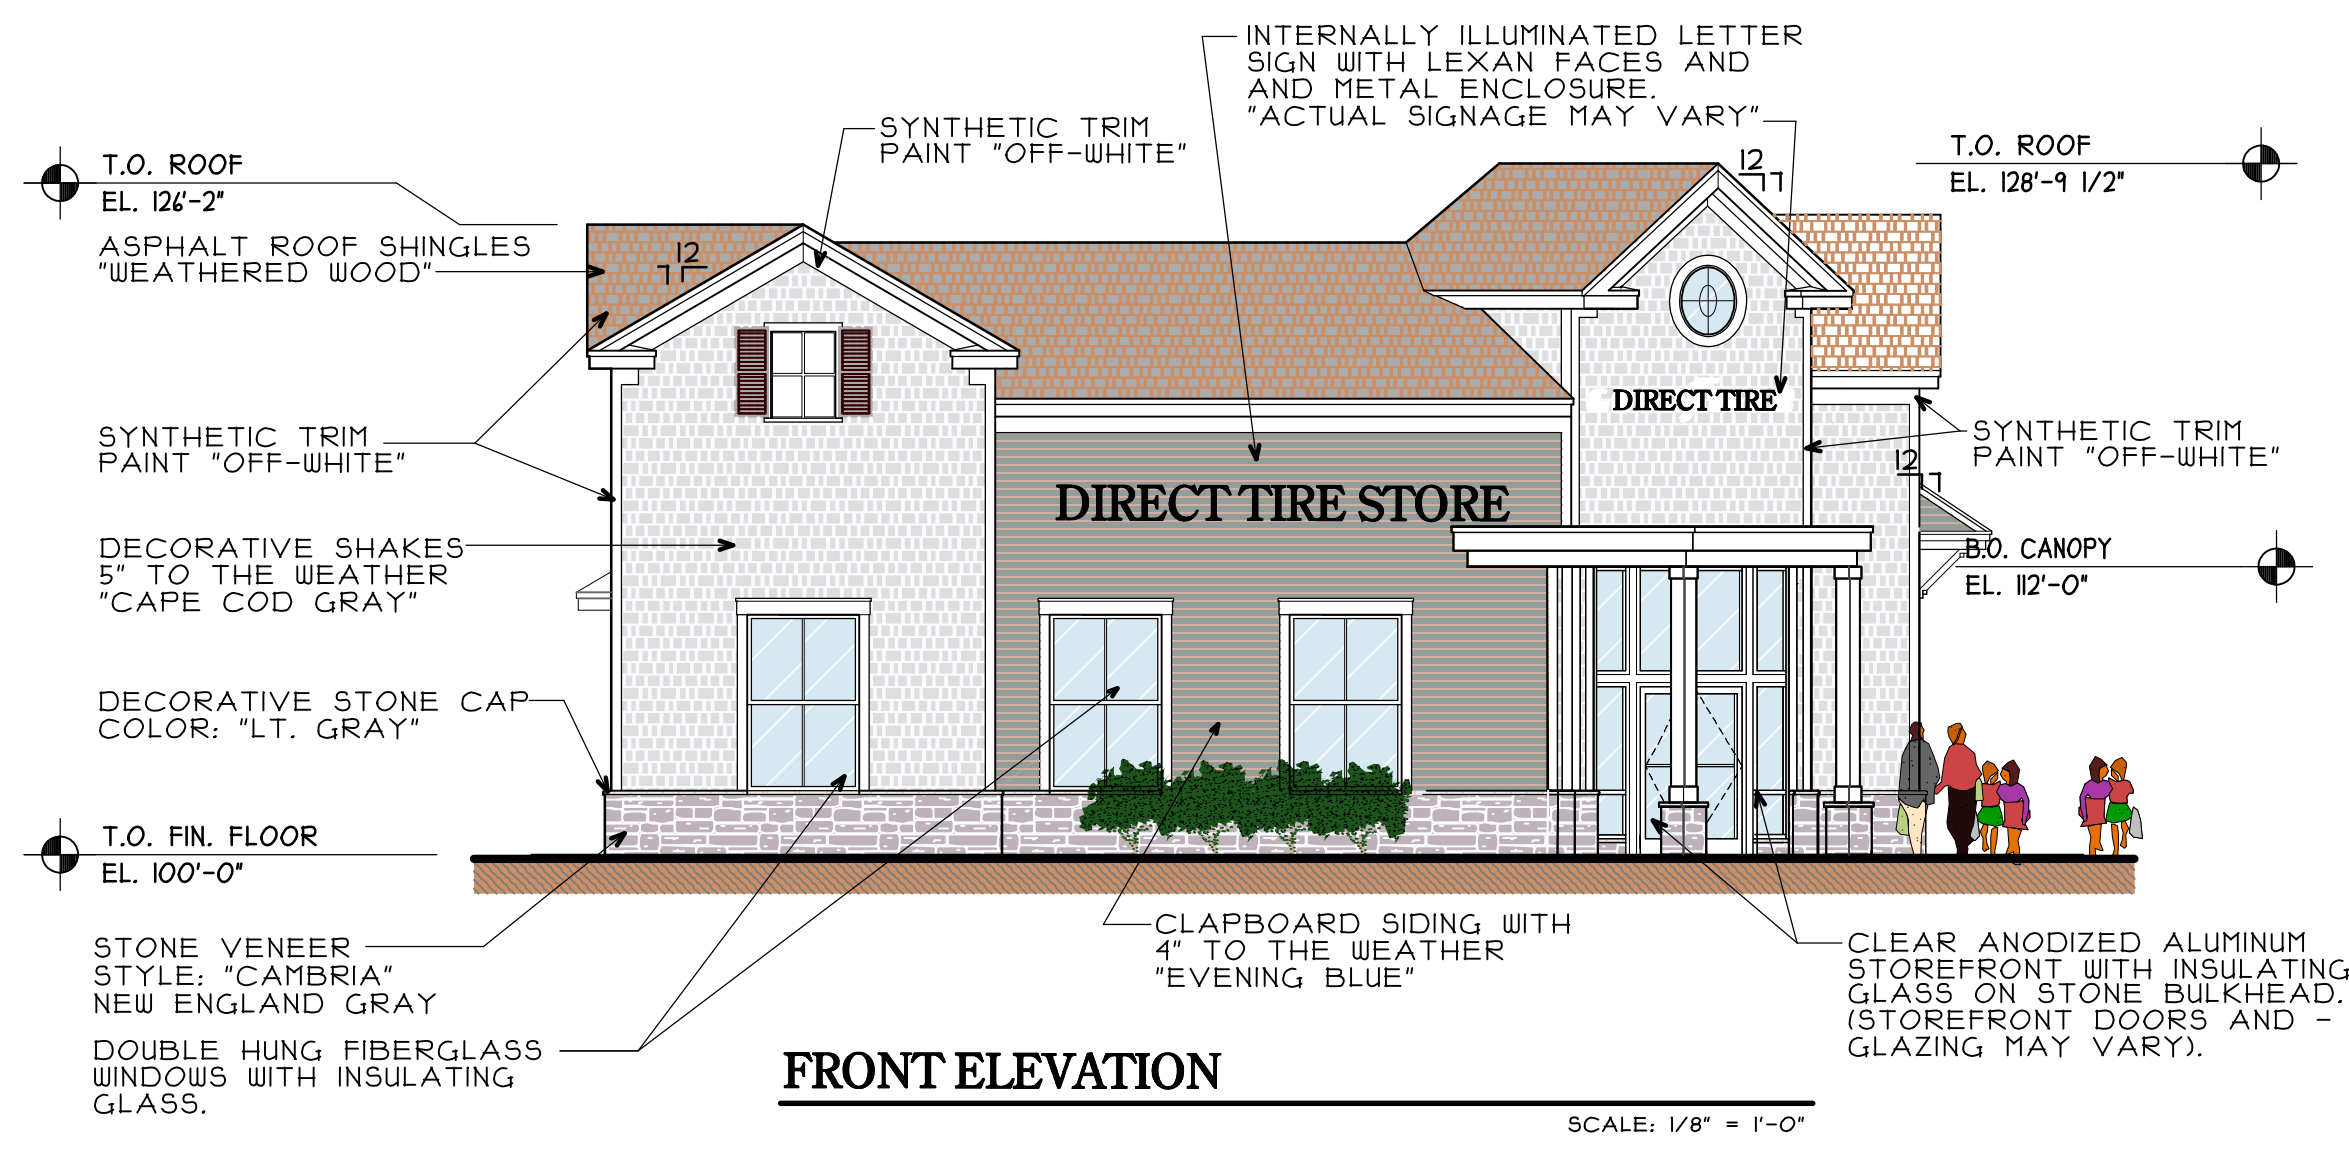 INTERNALLY ILLUMINATED LETTER
SIGN WITH LEXAN FACES AND
AND METAL ENCLOSURE.
"ACTUAL SIGNAGE MAY VARY"
SYNTHETIC TRIM
PAINT "OFF-WHITE"
T.O. ROOF
EL. 126'-2"
T.O. ROOF
EL. 128'-9 1/2"
12
ASPHALT ROOF SHINGLES
"WEATHERED WOOD"
12
DIRECT TIRE
SYNTHETIC TRIM
PAINT "OFF-WHITE"
SYNTHETIC TRIM
PAINT "OFF-WHITE"
12
DIRECT TIRE STORE
DECORATIVE SHAKES
5" TO THE WEATHER
"CAPE COD GRAY"
B.O. CANOPY
EL. 112'-0"
DECORATIVE STONE CAP
COLOR: "LT. GRAY"
T.O. FIN. FLOOR
EL. 100'-0"
STONE VENEER
STYLE: "CAMBRIA"
NEW ENGLAND GRAY
CLAPBOARD SIDING WITH
4" TO THE WEATHER
"EVENING BLUE"
CLEAR ANODIZED ALUMINUM
STOREFRONT WITH INSULATING
GLASS ON STONE BULKHEAD.
(STOREFRONT DOORS AND -
GLAZING MAY VARY).
DOUBLE HUNG FIBERGLASS
WINDOWS WITH INSULATING
GLASS.
FRONT ELEVATION
SCALE: 1/8" = 1'-0"